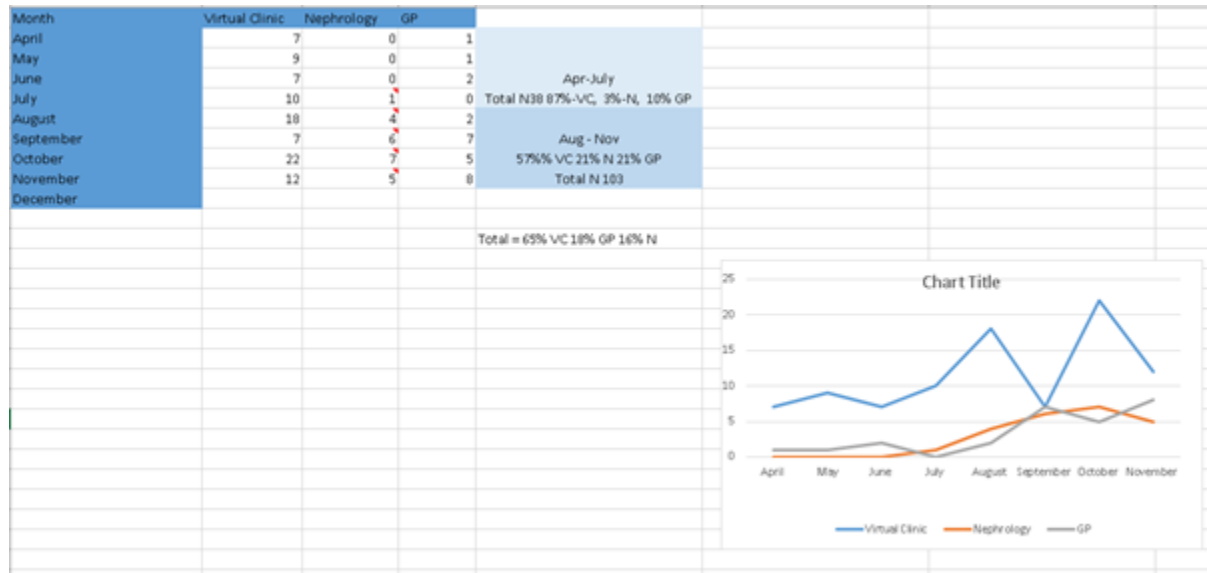 Month Virtual Clinic Nephrology GP
April 7 0 1
May 9 0 1
June 7 0 2 Apr-July
July 10 1 0 Total N38 87%-VC, 3%-N, 10% GP
August 18 4 2
September 7 6 7 Aug - Nov
October 22 7 5 57%% VC 21% N 21% GP
November 12 5 8 Total N 103
December
Total = 65% VC 18% GP 16% N
Chart Title
25
20
15
10
5
0
April May June July August September October November
Virtual Clinic Nephrology GP